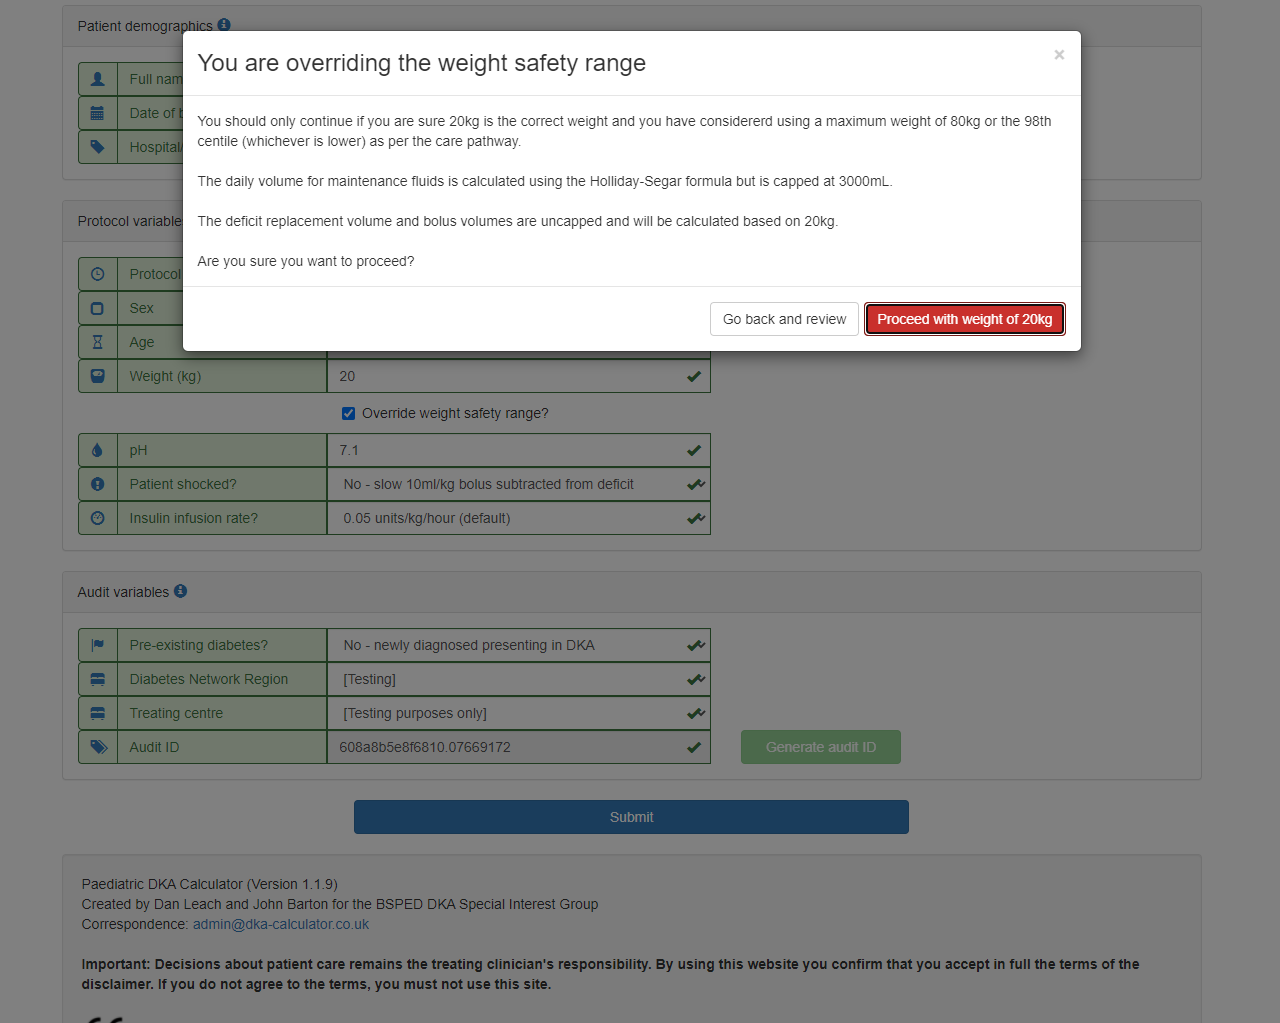 Patient demographics
You are overriding the weight safety range
×
Full nam
Date of b
Hospital/
You should only continue if you are sure 20kg is the correct weight and you have considererd using a maximum weight of 80kg or the 98th
centile (whichever is lower) as per the care pathway.
The daily volume for maintenance fluids is calculated using the Holliday-Segar formula but is capped at 3000mL.
The deficit replacement volume and bolus volumes are uncapped and will be calculated based on 20kg.
Are you sure you want to proceed?
Go back and review
Proceed with weight of 20kg
Protocol variable
Protocol
Sex
Age
Weight (kg) 20
Override weight safety range?
pH 7.1
Patient shocked? No - slow 10ml/kg bolus subtracted from deficit
Insulin infusion rate? 0.05 units/kg/hour (default)
Audit variables
Pre-existing diabetes? No - newly diagnosed presenting in DKA
Diabetes Network Region [Testing]
Treating centre [Testing purposes only]
Audit ID 608a8b5e8f6810.07669172 Generate audit ID
Submit
Paediatric DKA Calculator (Version 1.1.9)
Created by Dan Leach and John Barton for the BSPED DKA Special Interest Group
Correspondence: admin@dka-calculator.co.uk
Important: Decisions about patient care remains the treating clinician's responsibility. By using this website you confirm that you accept in full the terms of the
disclaimer. If you do not agree to the terms, you must not use this site.